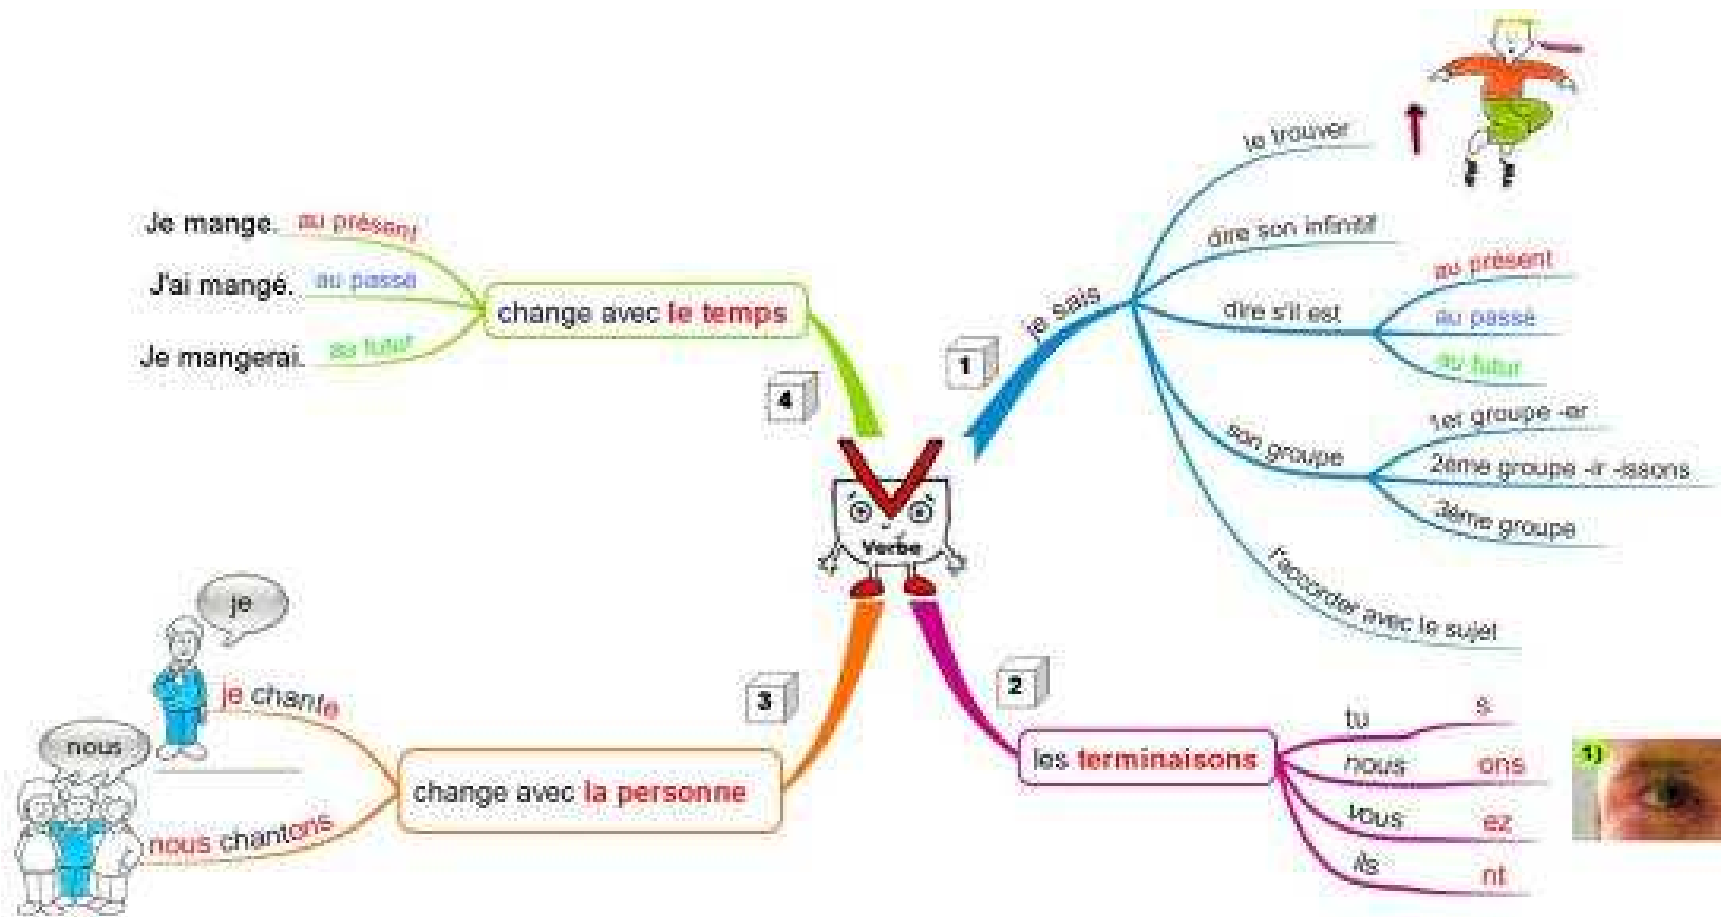 Verbe
1
je sais
le trouver
dire son infinitif
dire s'il est
au présent
au passé
au futur
son groupe
1er groupe -er
2ème groupe -ir -issons
3ème groupe
l'accorder avec le sujet
2
les terminaisons
tu s
nous ons
vous ez
ils nt
1)
3
change avec la personne
je
je chante
nous
nous chantons
4
change avec le temps
Je mange. au présent
J'ai mangé. au passé
Je mangerai. au futur